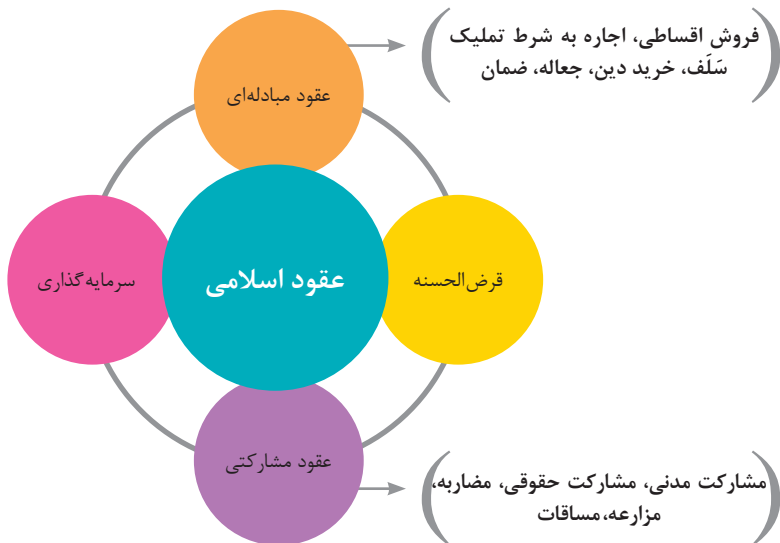 فروش اقساطی، اجاره به شرط تملیک
سَلَف، خرید دین، جعاله، ضمان
عقود مبادله‌ای
قرض‌الحسنه
عقود اسلامی
سرمایه‌گذاری
عقود مشارکتی
مشارکت مدنی، مشارکت حقوقی، مضاربه،
مزارعه،مساقات